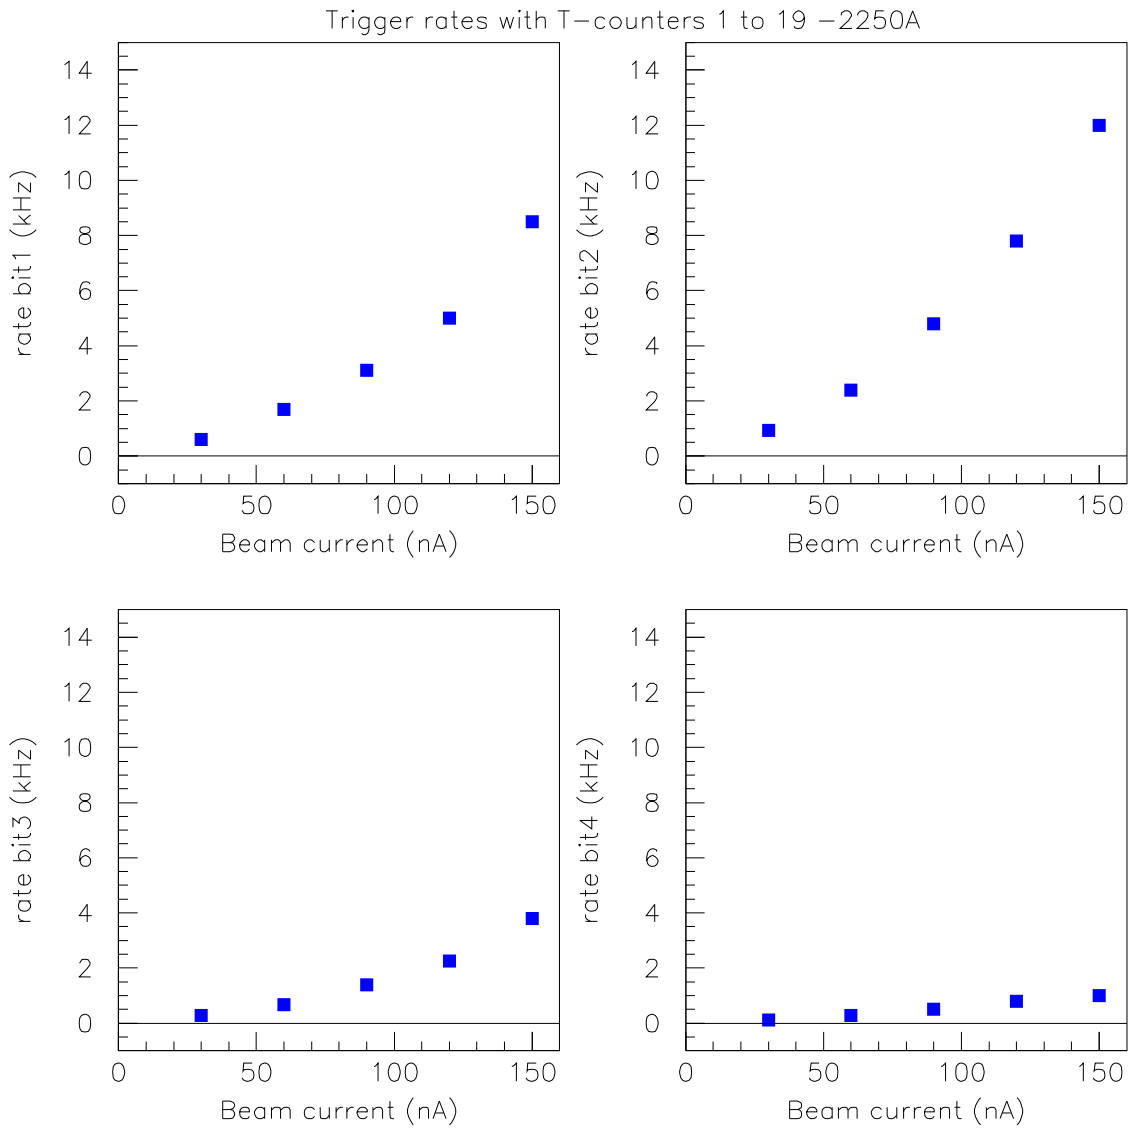 Trigger rates with T-counters 1 to 19 -2250A
rate bit1 (kHz)
14
12
10
8
6
4
2
0
0 50 100 150
Beam current (nA)
rate bit2 (kHz)
14
12
10
8
6
4
2
0
0 50 100 150
Beam current (nA)
rate bit3 (kHz)
14
12
10
8
6
4
2
0
0 50 100 150
Beam current (nA)
rate bit4 (kHz)
14
12
10
8
6
4
2
0
0 50 100 150
Beam current (nA)